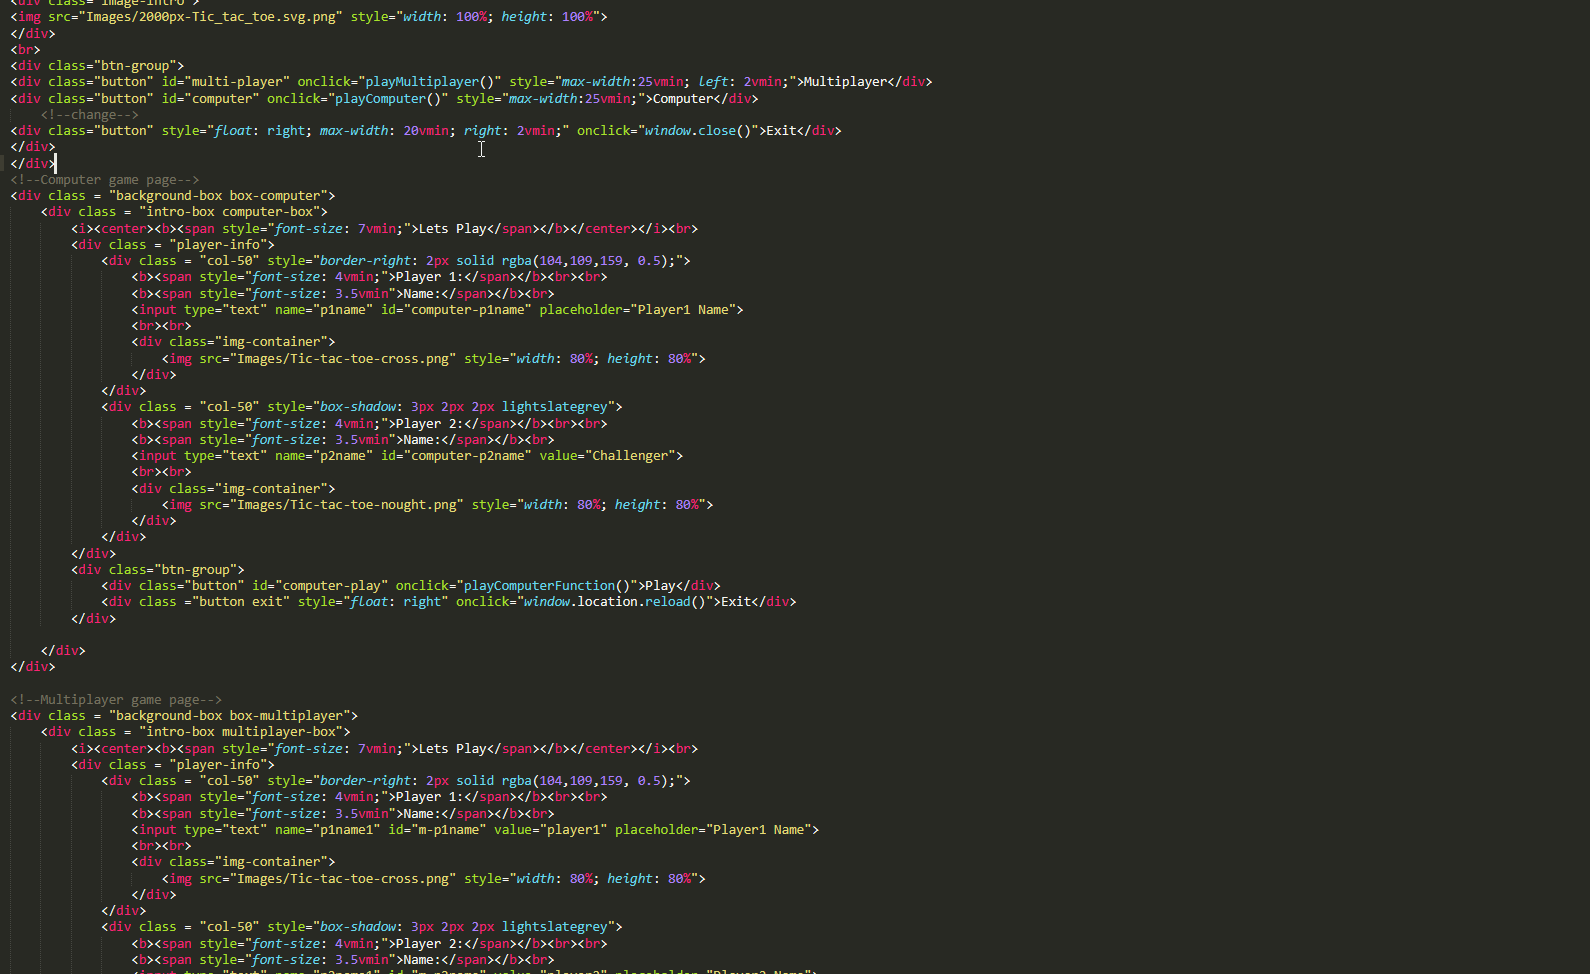 <div class="image-intro">
<img src="Images/2000px-Tic_tac_toe.svg.png" style="width: 100%; height: 100%">
</div>
<br>
<div class="btn-group">
<div class="button" id="multi-player" onclick="playMultiplayer()" style="max-width:25vmin; left: 2vmin;">Multiplayer</div>
<div class="button" id="computer" onclick="playComputer()" style="max-width:25vmin;">Computer</div>
    <!--change-->
<div class="button" style="float: right; max-width: 20vmin; right: 2vmin;" onclick="window.close()">Exit</div>
</div>
</div>
<!--Computer game page-->
<div class = "background-box box-computer">
    <div class = "intro-box computer-box">
        <i><center><b><span style="font-size: 7vmin;">Lets Play</span></b></center></i><br>
        <div class = "player-info">
            <div class = "col-50" style="border-right: 2px solid rgba(104,109,159, 0.5);">
                <b><span style="font-size: 4vmin;">Player 1:</span></b><br><br>
                <b><span style="font-size: 3.5vmin">Name:</span></b><br>
                <input type="text" name="p1name" id="computer-p1name" placeholder="Player1 Name">
                <br><br>
                <div class="img-container">
                    <img src="Images/Tic-tac-toe-cross.png" style="width: 80%; height: 80%">
                </div>
            </div>
            <div class = "col-50" style="box-shadow: 3px 2px 2px lightslategrey">
                <b><span style="font-size: 4vmin;">Player 2:</span></b><br><br>
                <b><span style="font-size: 3.5vmin">Name:</span></b><br>
                <input type="text" name="p2name" id="computer-p2name" value="Challenger">
                <br><br>
                <div class="img-container">
                    <img src="Images/Tic-tac-toe-nought.png" style="width: 80%; height: 80%">
                </div>
            </div>
        </div>
        <div class="btn-group">
            <div class="button" id="computer-play" onclick="playComputerFunction()">Play</div>
            <div class ="button exit" style="float: right" onclick="window.location.reload()">Exit</div>
        </div>
    </div>
</div>
<!--Multiplayer game page-->
<div class = "background-box box-multiplayer">
    <div class = "intro-box multiplayer-box">
        <i><center><b><span style="font-size: 7vmin;">Lets Play</span></b></center></i><br>
        <div class = "player-info">
            <div class = "col-50" style="border-right: 2px solid rgba(104,109,159, 0.5);">
                <b><span style="font-size: 4vmin;">Player 1:</span></b><br><br>
                <b><span style="font-size: 3.5vmin">Name:</span></b><br>
                <input type="text" name="p1name1" id="m-p1name" value="player1" placeholder="Player1 Name">
                <br><br>
                <div class="img-container">
                    <img src="Images/Tic-tac-toe-cross.png" style="width: 80%; height: 80%">
                </div>
            </div>
            <div class = "col-50" style="box-shadow: 3px 2px 2px lightslategrey">
                <b><span style="font-size: 4vmin;">Player 2:</span></b><br><br>
                <b><span style="font-size: 3.5vmin">Name:</span></b><br>
                <input type="text" name="p2name1" id="m-p2name" value="player2" placeholder="Player2 Name">